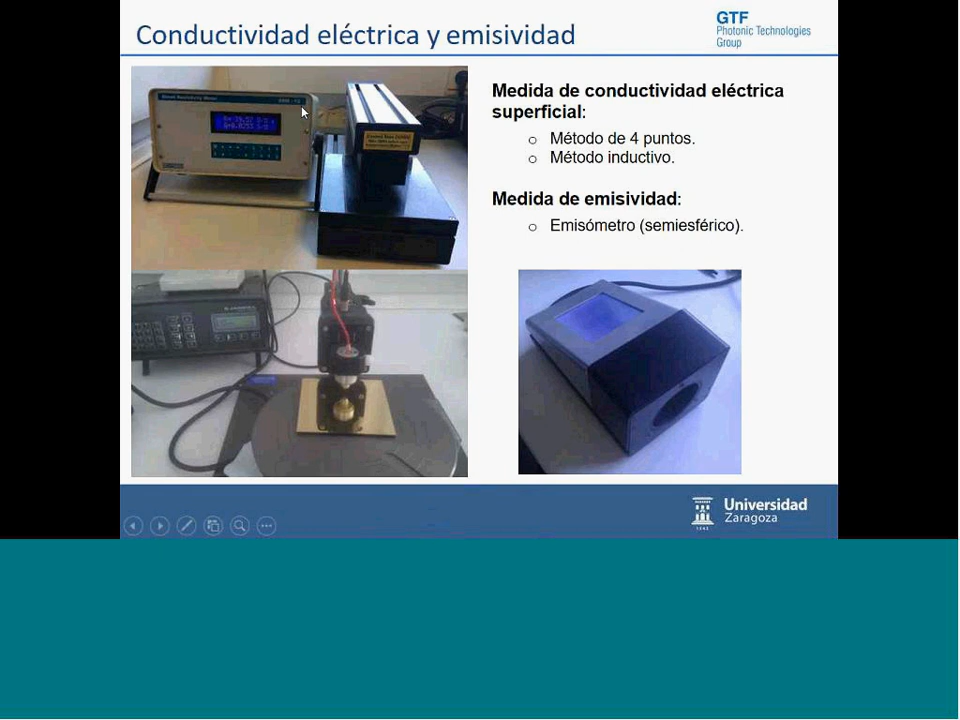 Conductividad eléctrica y emisividad
GTF
Photonic Technologies
Group
Medida de conductividad eléctrica
superficial:
o Método de 4 puntos.
o Método inductivo.
Medida de emisividad:
o Emisómetro (semiesférico).
Universidad
Zaragoza
1542